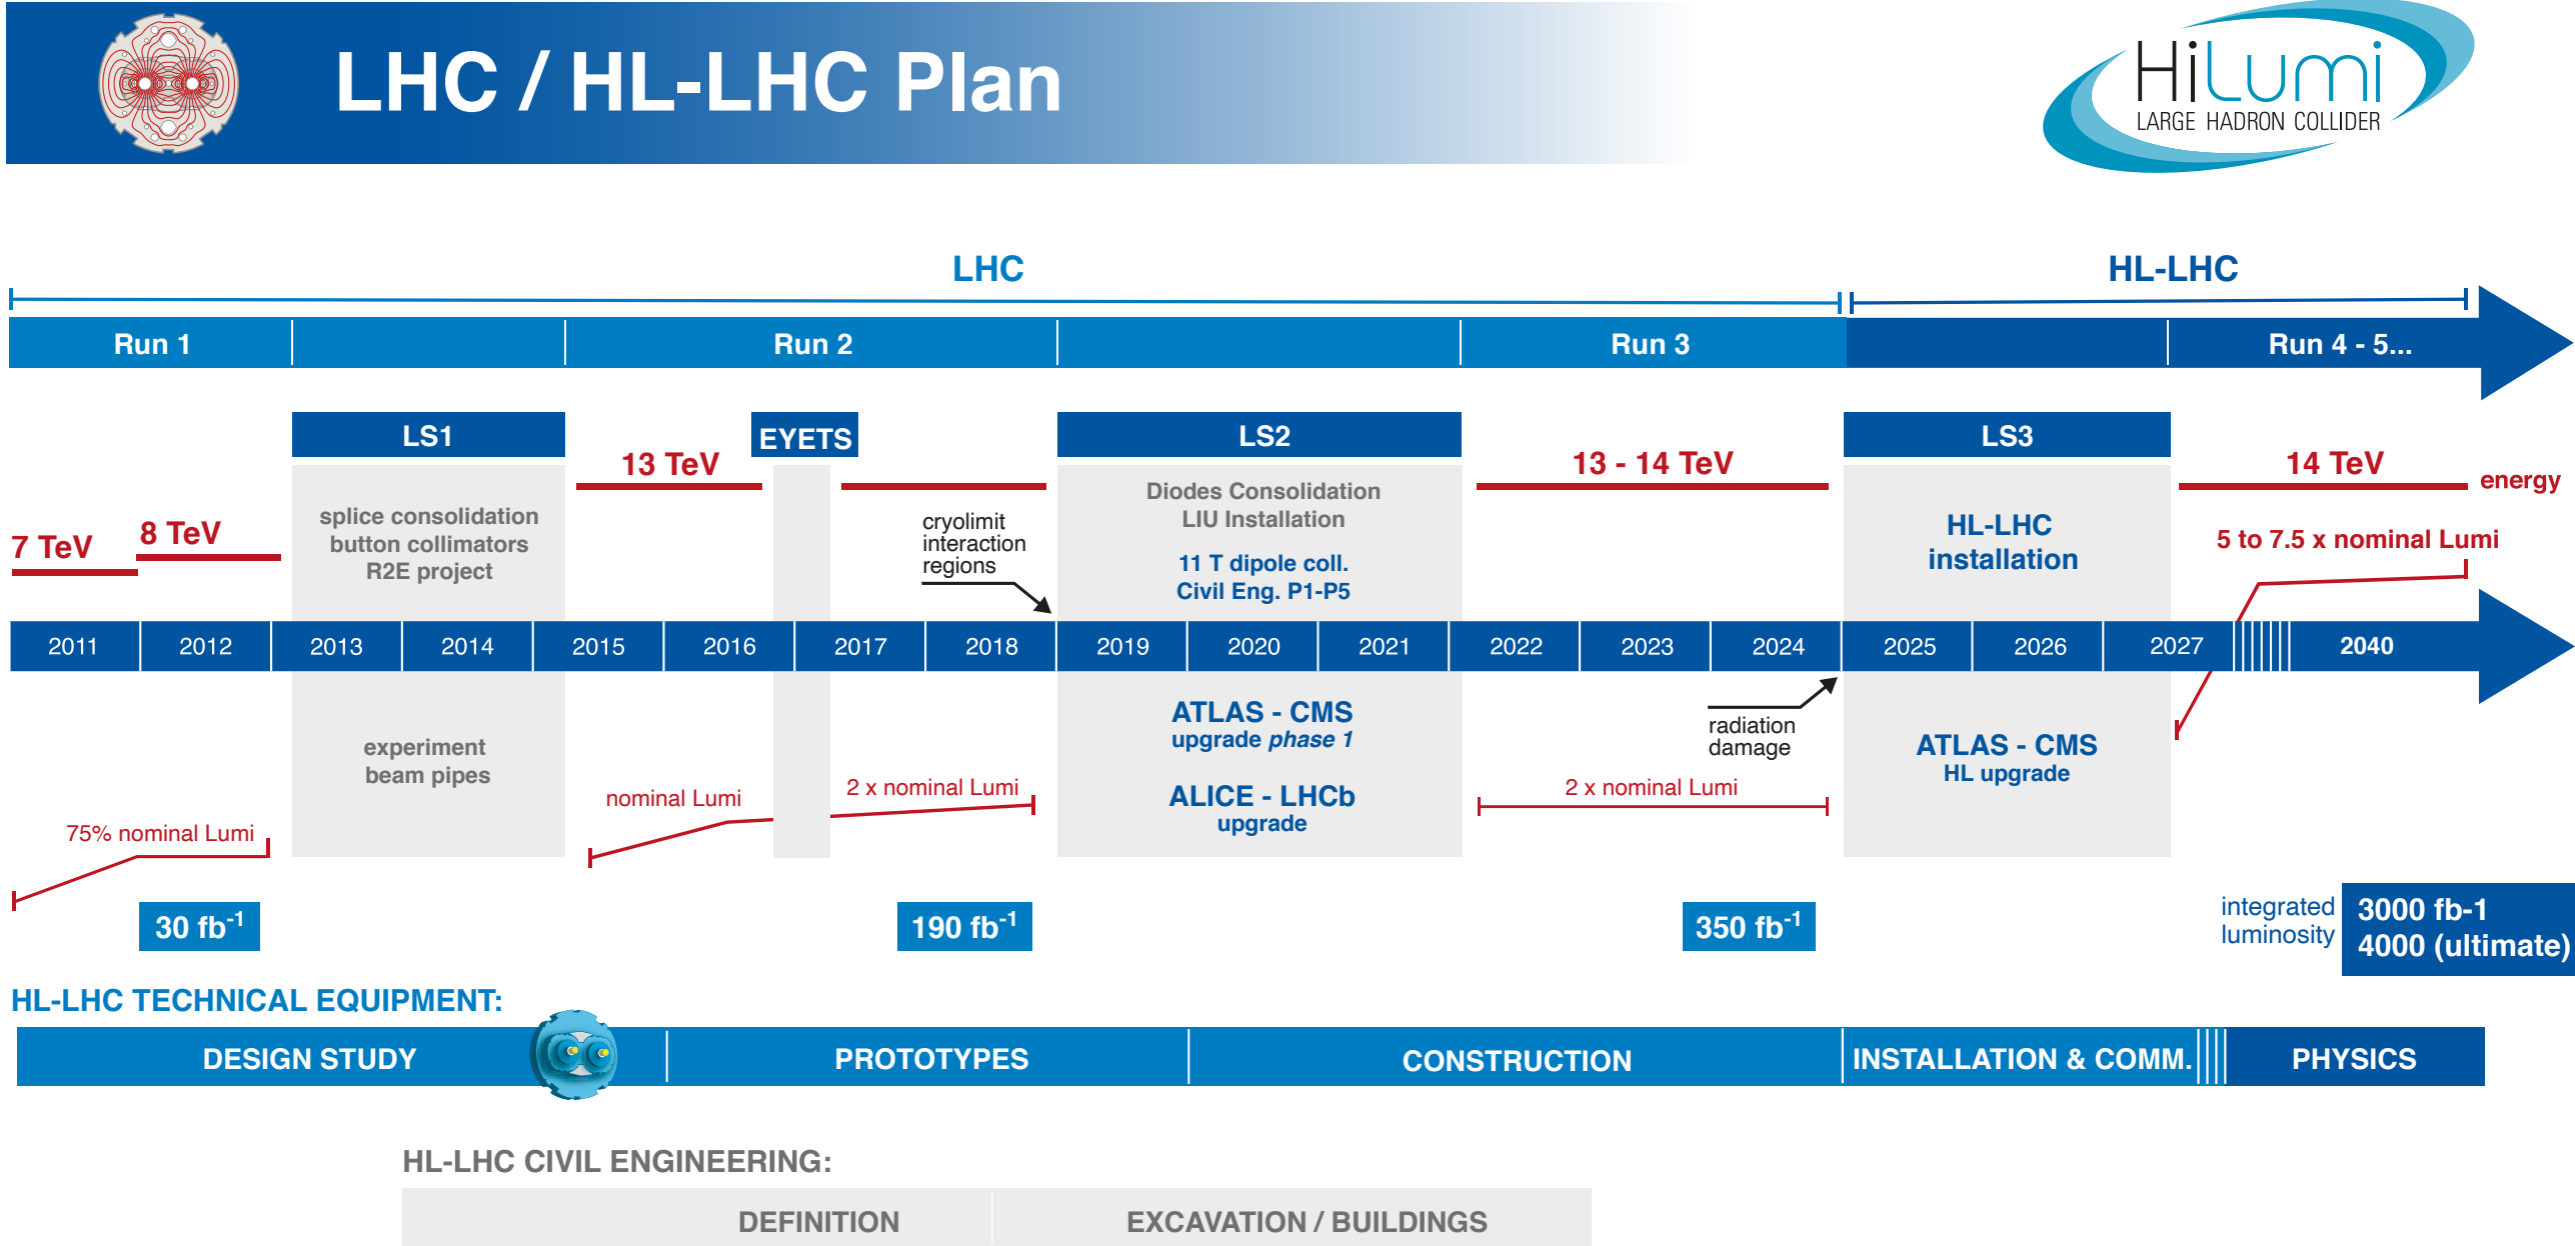 LHC / HL-LHC Plan
HiLumi
LARGE HADRON COLLIDER
LHC
HL-LHC
Run 1
Run 2
Run 3
Run 4 - 5...
LS1
EYETS
LS2
LS3
13 TeV
13 - 14 TeV
14 TeV
energy
7 TeV
8 TeV
splice consolidation
button collimators
R2E project
cryolimit
interaction
regions
Diodes Consolidation
LIU Installation
11 T dipole coll.
Civil Eng. P1-P5
HL-LHC
installation
5 to 7.5 x nominal Lumi
2011
2012
2013
2014
2015
2016
2017
2018
2019
2020
2021
2022
2023
2024
2025
2026
2027
2040
experiment
beam pipes
ATLAS - CMS
upgrade phase 1
ALICE - LHCb
upgrade
radiation
damage
ATLAS - CMS
HL upgrade
75% nominal Lumi
nominal Lumi
2 x nominal Lumi
2 x nominal Lumi
30 fb-1
190 fb-1
350 fb-1
integrated
luminosity
3000 fb-1
4000 (ultimate)
HL-LHC TECHNICAL EQUIPMENT:
DESIGN STUDY
PROTOTYPES
CONSTRUCTION
INSTALLATION & COMM.
PHYSICS
HL-LHC CIVIL ENGINEERING:
DEFINITION
EXCAVATION / BUILDINGS